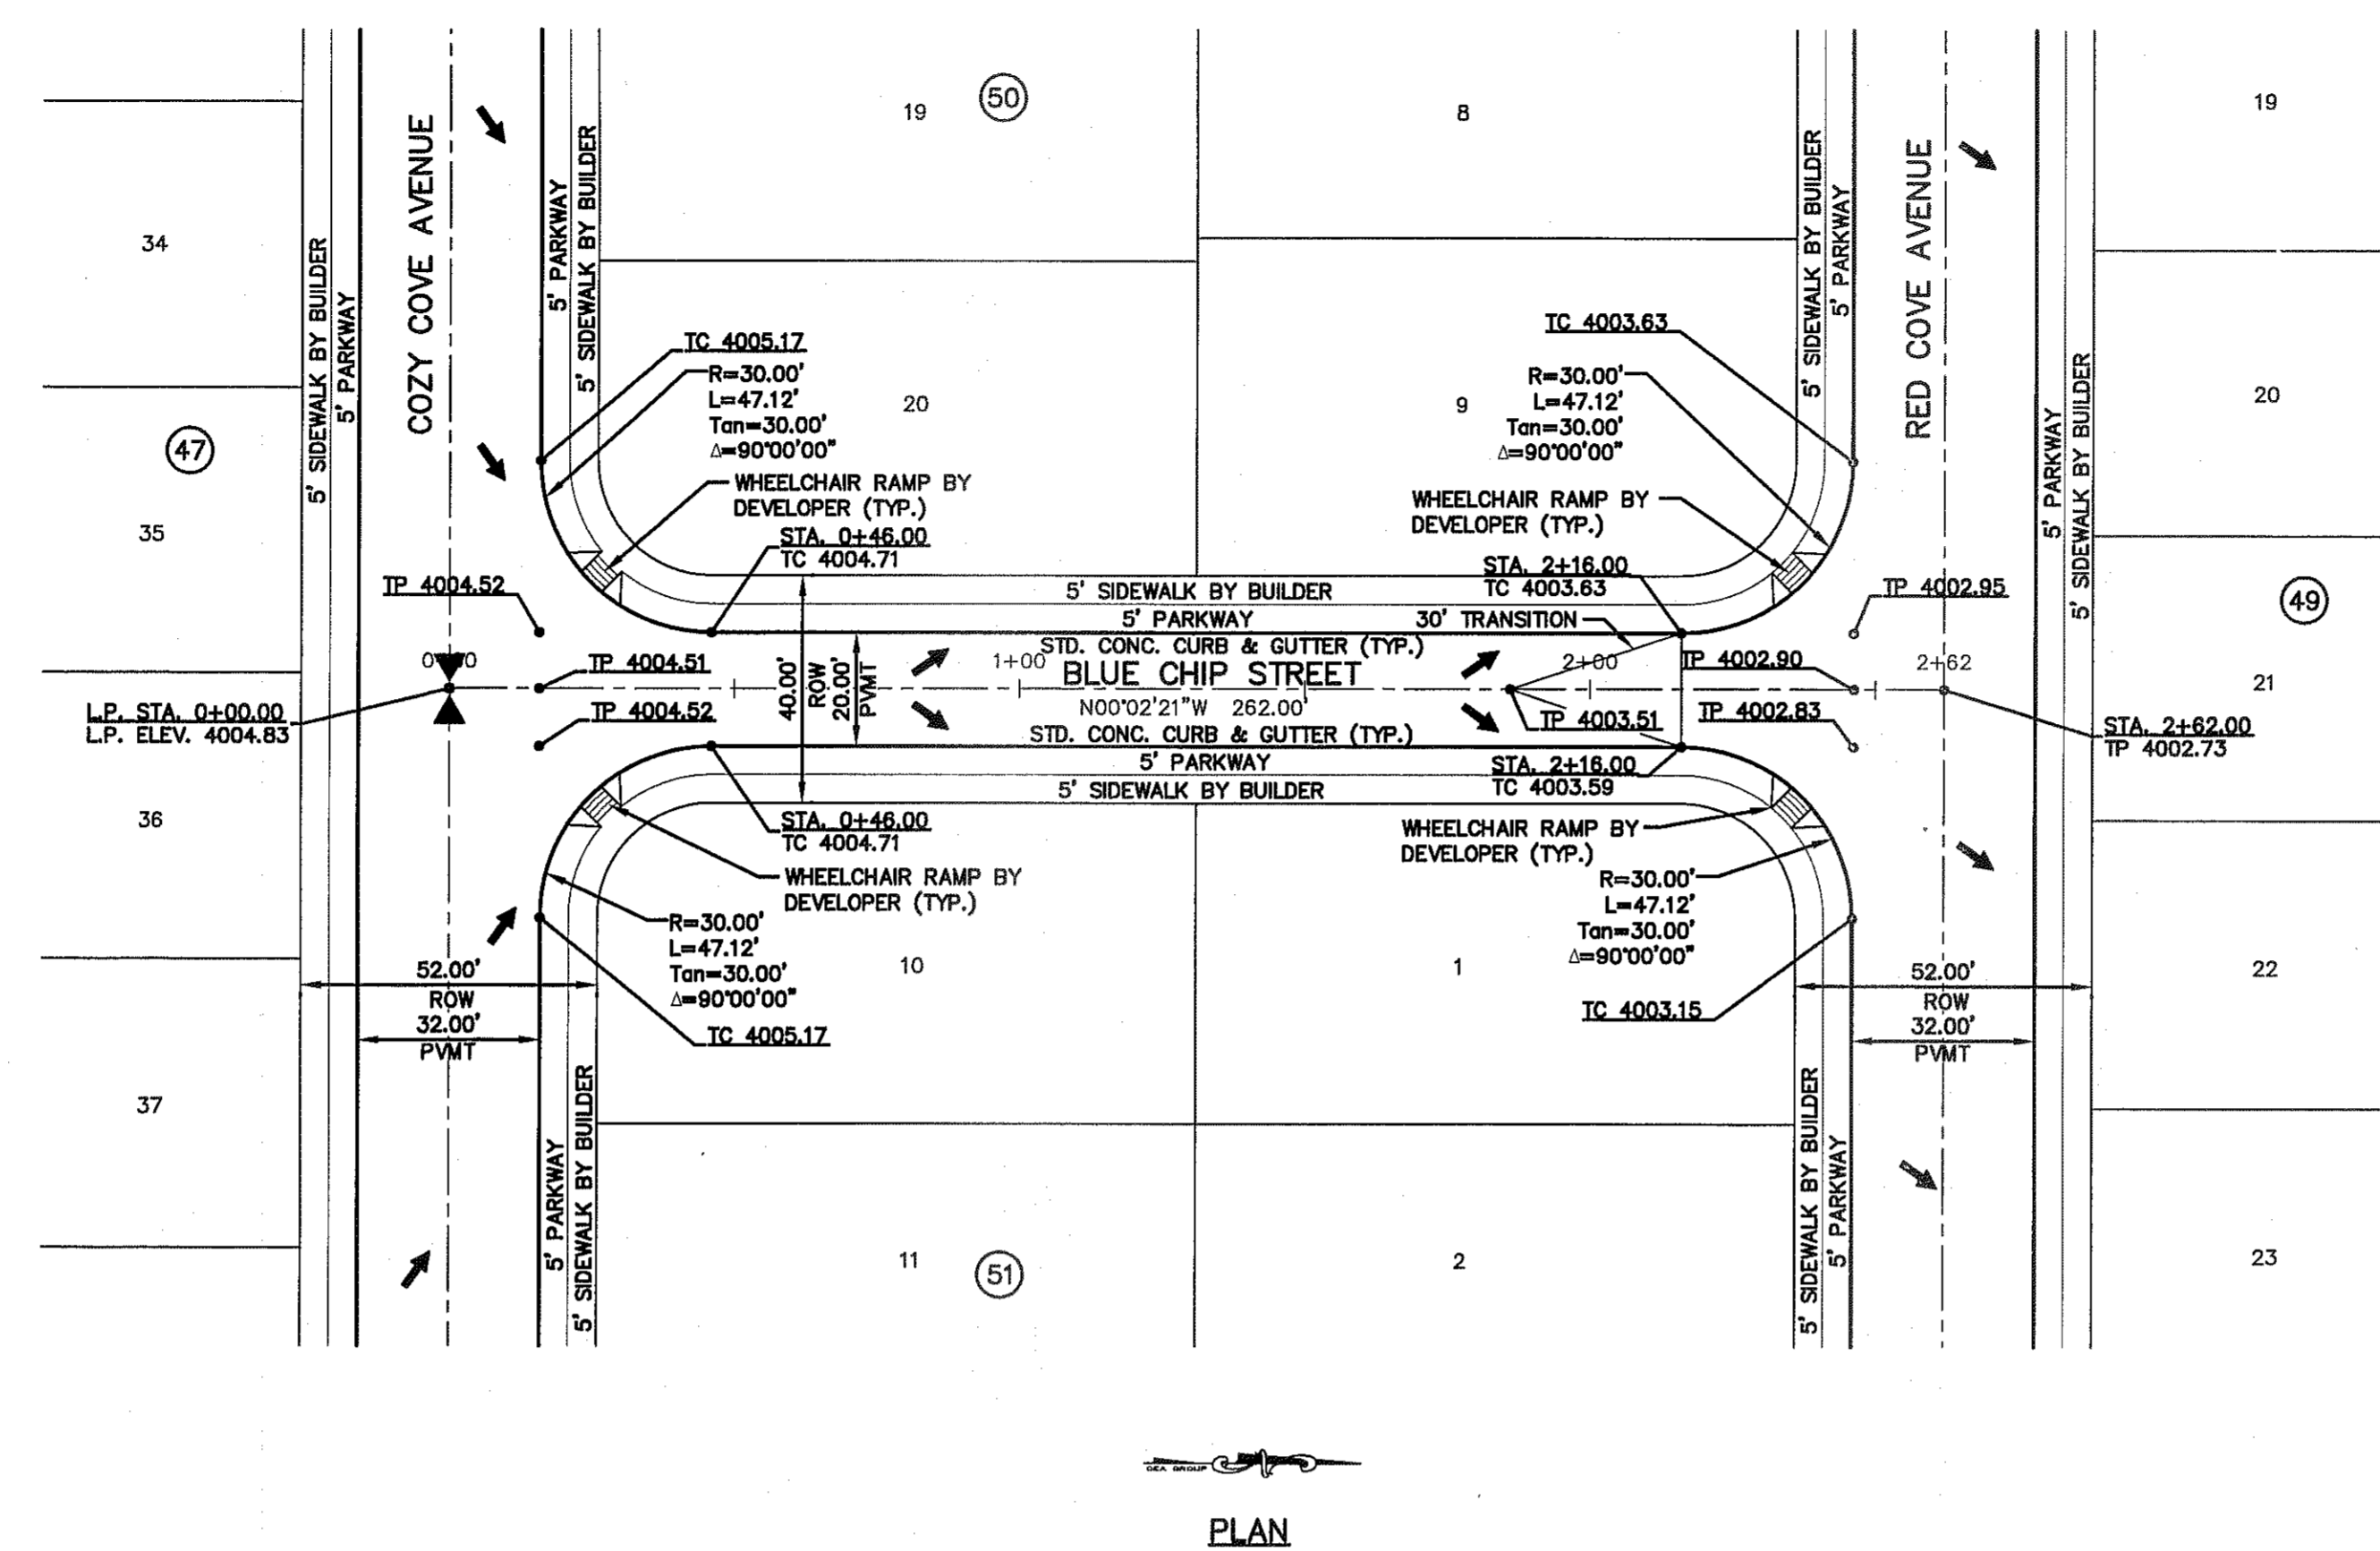 19
50
8
19
COZY COVE AVENUE
5' PARKWAY
5' SIDEWALK BY BUILDER
5' SIDEWALK BY BUILDER
5' PARKWAY
RED COVE AVENUE
34
5' SIDEWALK BY BUILDER
5' PARKWAY
TC 4005.17
R=30.00'
L=47.12'
Tan=30.00'
Δ=90°00'00"
WHEELCHAIR RAMP BY
DEVELOPER (TYP.)
STA. 0+46.00
TC 4004.71
20
9
TC 4003.63
R=30.00'
L=47.12'
Tan=30.00'
Δ=90°00'00"
WHEELCHAIR RAMP BY
DEVELOPER (TYP.)
STA. 2+16.00
TC 4003.63
5' PARKWAY
5' SIDEWALK BY BUILDER
20
47
35
49
TP 4004.52
TP 4002.95
5' SIDEWALK BY BUILDER
5' PARKWAY
30' TRANSITION
STD. CONC. CURB & GUTTER (TYP.)
TP 4004.51
1+00
BLUE CHIP STREET
2+00
TP 4002.90
2+62
21
N00°02'21"W 262.00'
L.P. STA. 0+00.00
L.P. ELEV. 4004.83
TP 4004.52
40.00'
ROW
20.00'
PVMT
TP 4003.51
TP 4002.83
STA. 2+62.00
TP 4002.73
STD. CONC. CURB & GUTTER (TYP.)
5' PARKWAY
5' SIDEWALK BY BUILDER
STA. 2+16.00
TC 4003.59
36
STA. 0+46.00
TC 4004.71
WHEELCHAIR RAMP BY
DEVELOPER (TYP.)
WHEELCHAIR RAMP BY
DEVELOPER (TYP.)
R=30.00'
L=47.12'
Tan=30.00'
Δ=90°00'00"
TC 4005.17
R=30.00'
L=47.12'
Tan=30.00'
Δ=90°00'00"
TC 4003.15
10
1
22
52.00'
ROW
32.00'
PVMT
52.00'
ROW
32.00'
PVMT
37
5' PARKWAY
5' SIDEWALK BY BUILDER
5' SIDEWALK BY BUILDER
5' PARKWAY
11
51
2
23
GROUP
PLAN